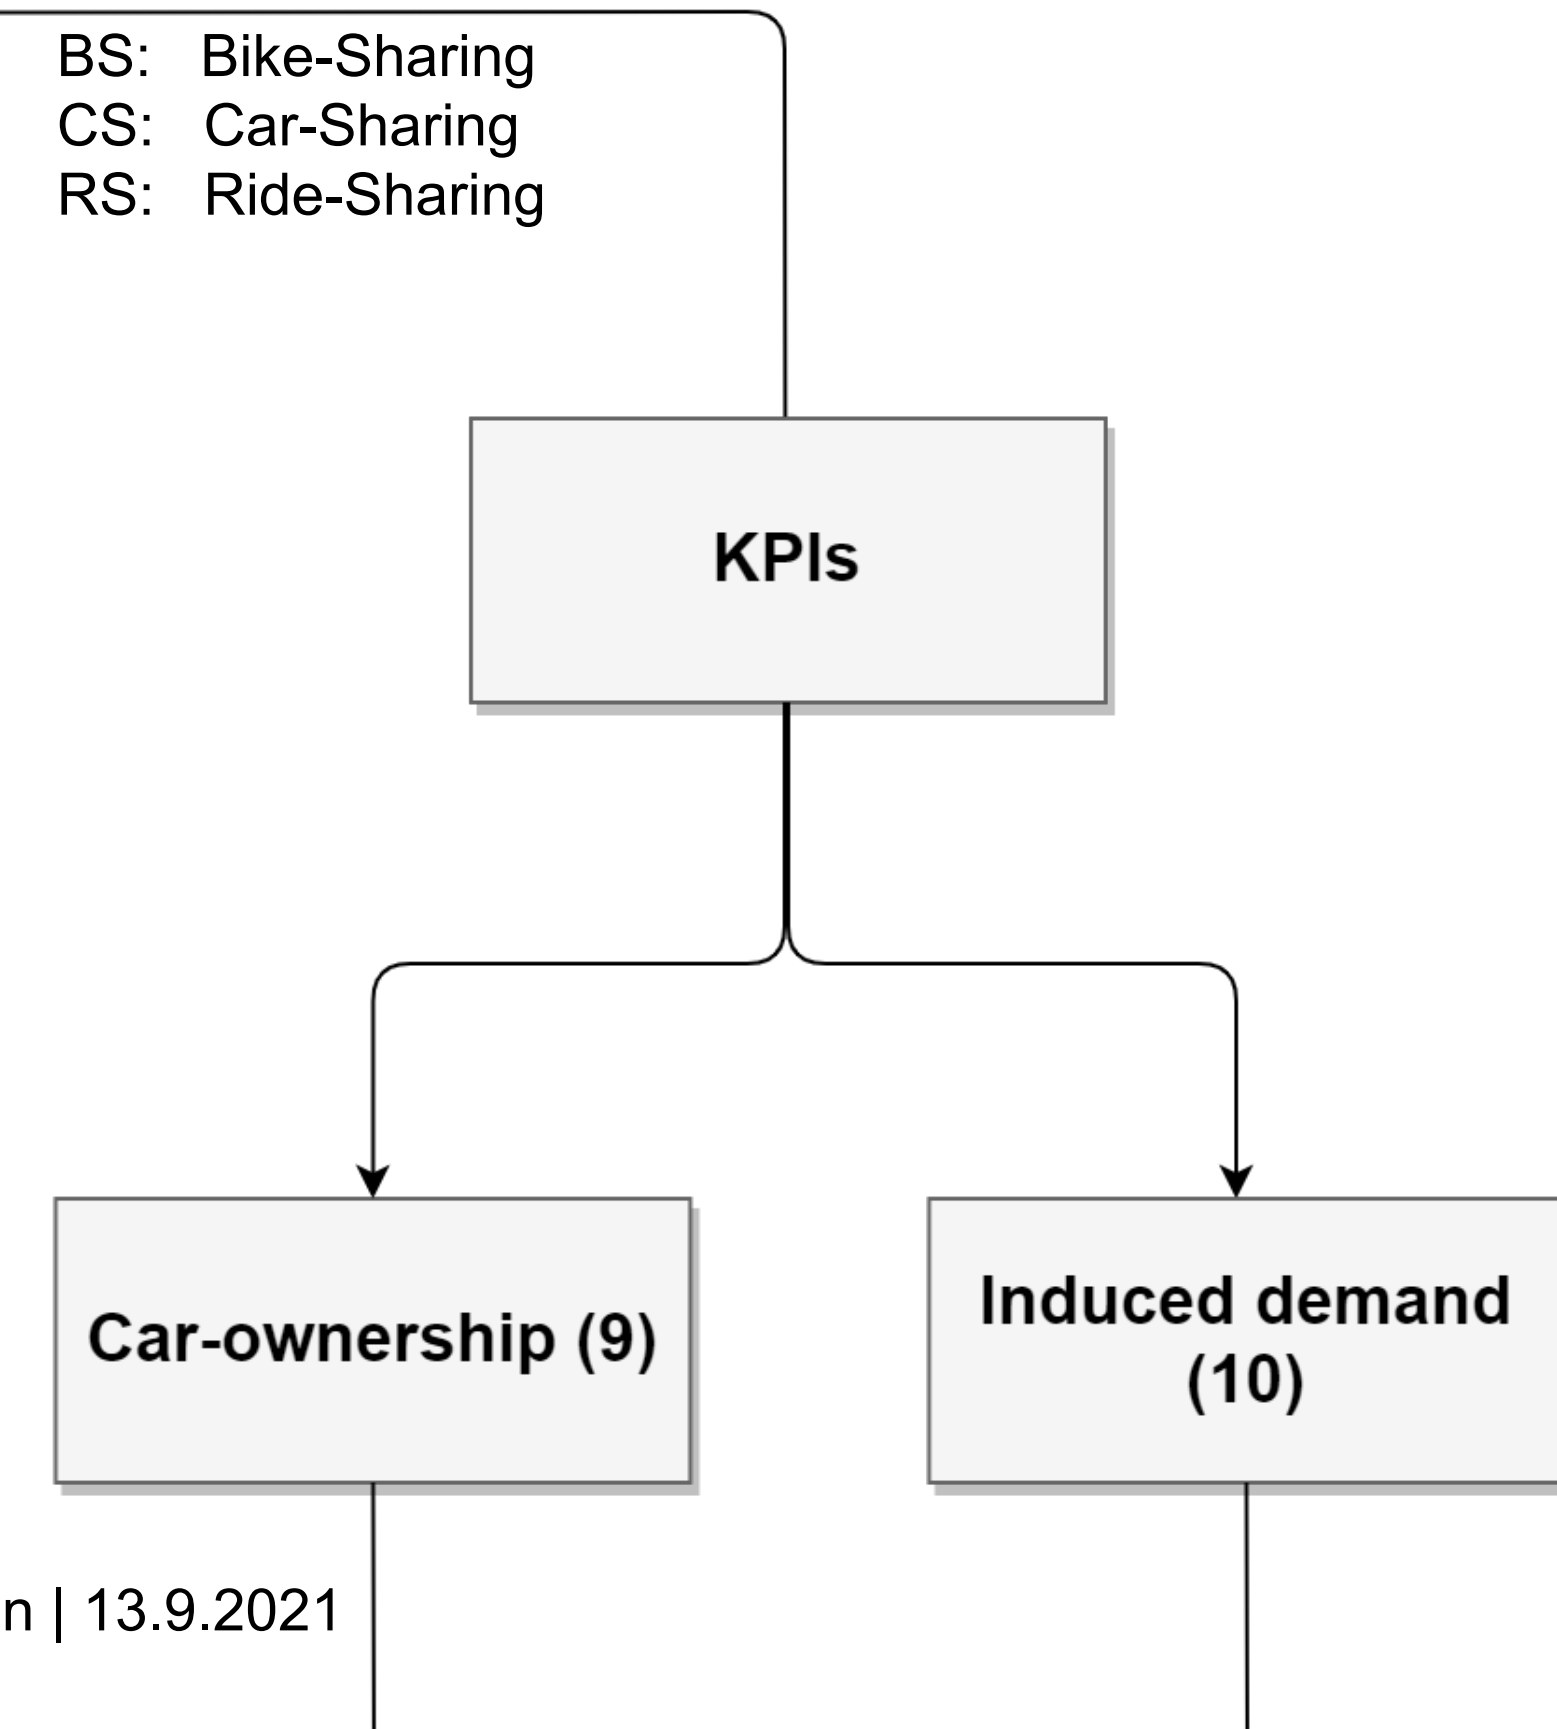 BS: Bike-Sharing
CS: Car-Sharing
RS: Ride-Sharing
KPIs
Car-ownership (9)
Induced demand
(10)
n | 13.9.2021